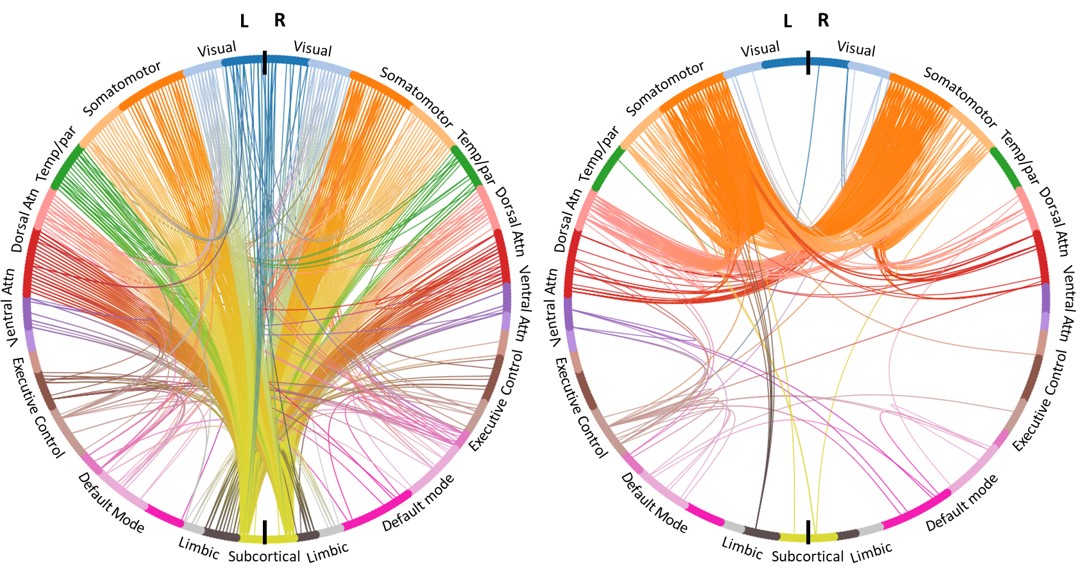 L R
Visual Visual
Somatomotor Somatomotor
Temp/par Temp/par
Dorsal Atn Dorsal Attn
Ventral Attn Ventral Attn
Executive Control Executive Control
Default Mode Default mode
Limbic Subcortical Limbic
L R
Visual Visual
Somatomotor Somatomotor
Temp/par Temp/par
Dorsal Atn Dorsal Attn
Ventral Attn Ventral Attn
Executive Control Executive Control
Default Mode Default mode
Limbic Subcortical Limbic